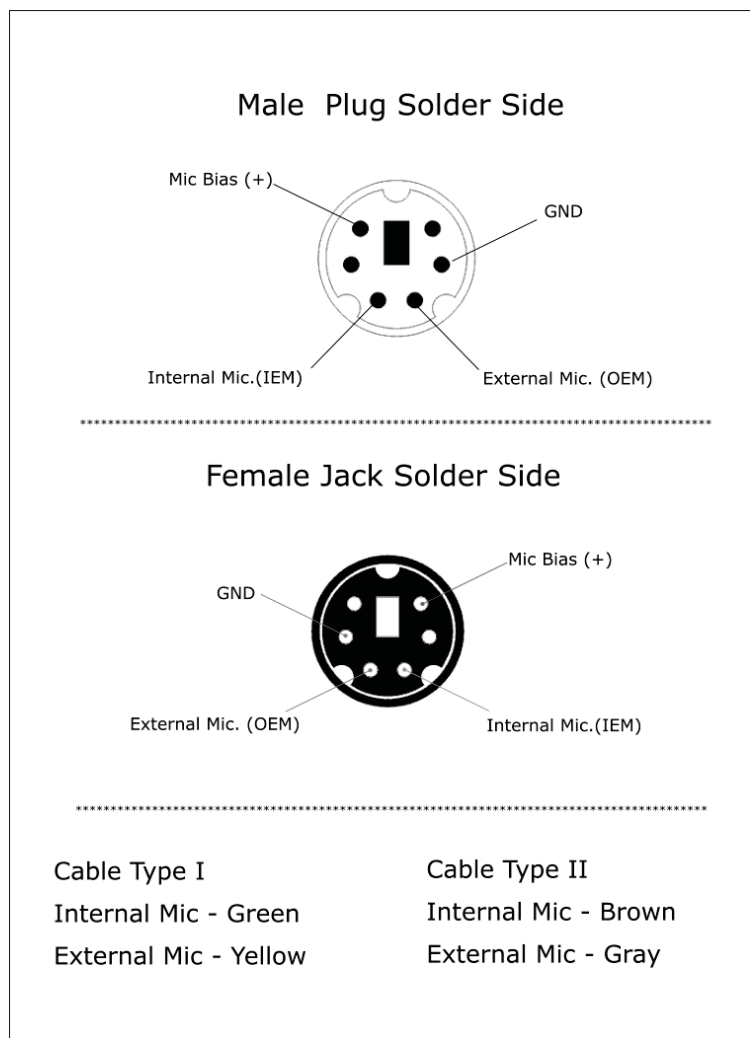 Male Plug Solder Side
Mic Bias (+)
GND
Internal Mic.(IEM)
External Mic. (OEM)
********************************************************************************************
Female Jack Solder Side
Mic Bias (+)
GND
External Mic. (OEM)
Internal Mic.(IEM)
********************************************************************************************
Cable Type I
Internal Mic - Green
External Mic - Yellow
Cable Type II
Internal Mic - Brown
External Mic - Gray